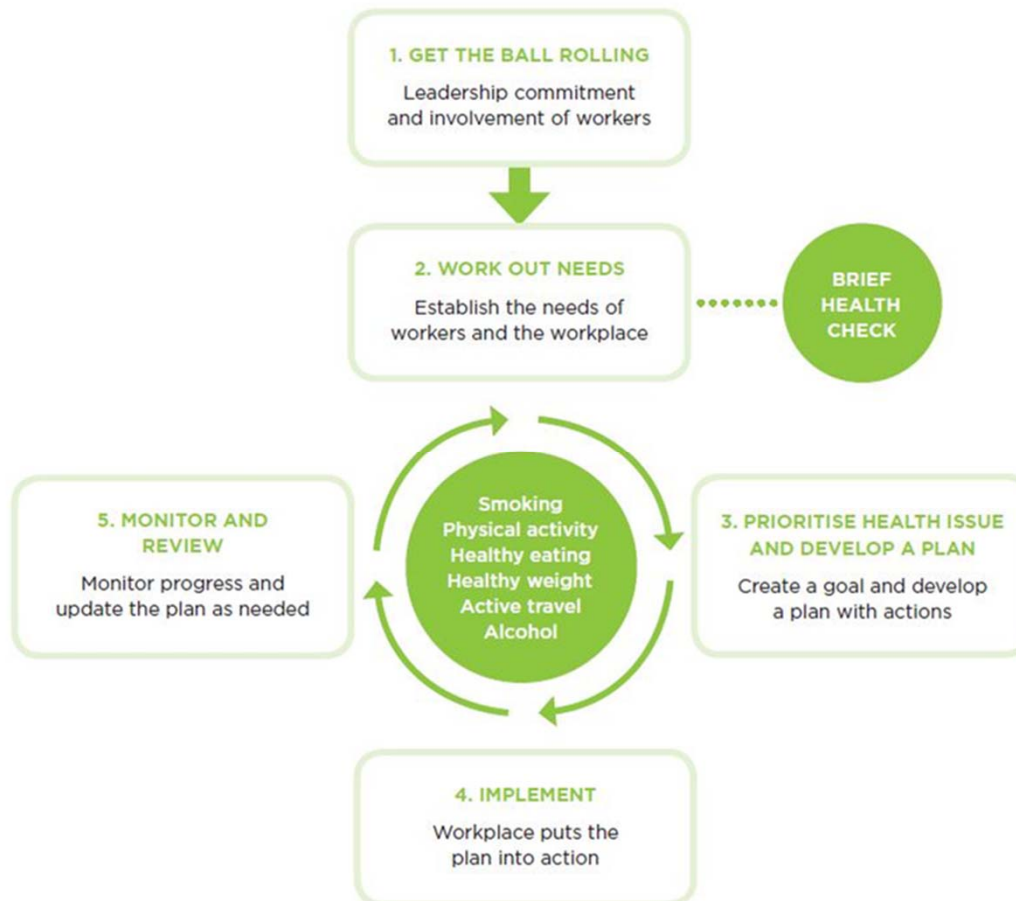 1. GET THE BALL ROLLING
Leadership commitment
and involvement of workers
2. WORK OUT NEEDS
Establish the needs of
workers and the workplace
BRIEF
HEALTH
CHECK
Smoking
Physical activity
Healthy eating
Healthy weight
Active travel
Alcohol
3. PRIORITISE HEALTH ISSUE
AND DEVELOP A PLAN
Create a goal and develop
a plan with actions
4. IMPLEMENT
Workplace puts the
plan into action
5. MONITOR AND
REVIEW
Monitor progress and
update the plan as needed